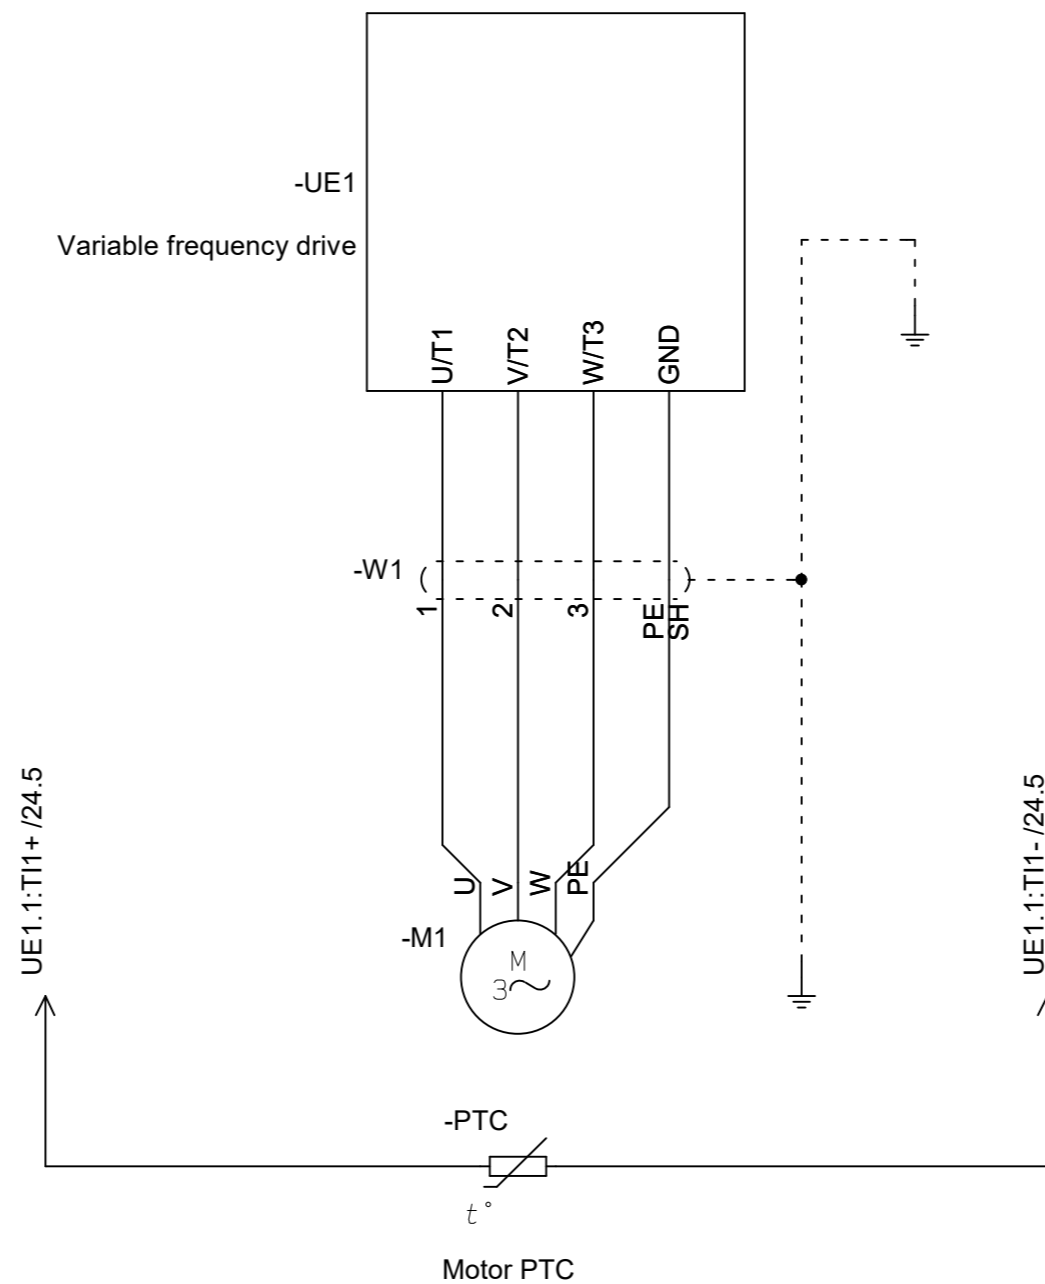 -UE1
Variable frequency drive
U/T1
V/T2
W/T3
GND
-W1
1
2
3
PE
SH
UE1.1:TI1+ /24.5
UE1.1:TI1- /24.5
U
V
W
PE
-M1
M
3~
-PTC
t°
Motor PTC